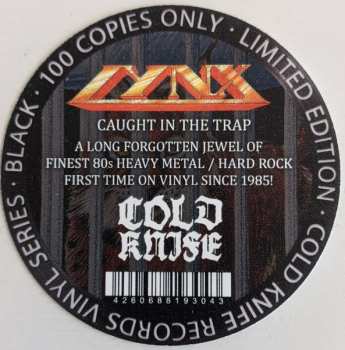 BLACK · 100 COPIES ONLY · LIMITED EDITION · COLD KNIFE RECORDS VINYL SERIES ·
LYNX
CAUGHT IN THE TRAP
A LONG FORGOTTEN JEWEL OF
FINEST 80s HEAVY METAL / HARD ROCK
FIRST TIME ON VINYL SINCE 1985!
COLD
KNIFE
4260688193043